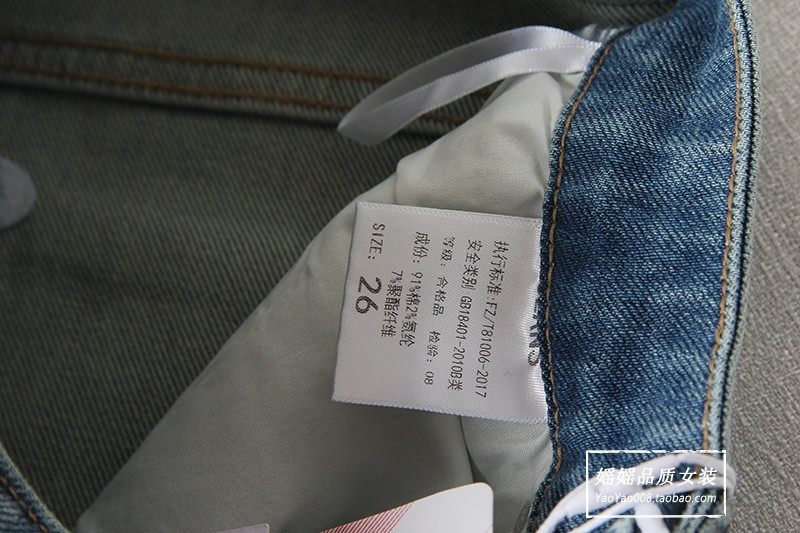 执行标准:FZ/T81006-2017
安全类别 GB18401-2010B类
等级:合格品 检验:08
成份:91%棉2%氨纶
7%聚酯纤维
SIZE: 26
媱媱品质女装
YaoYao008.taobao.com